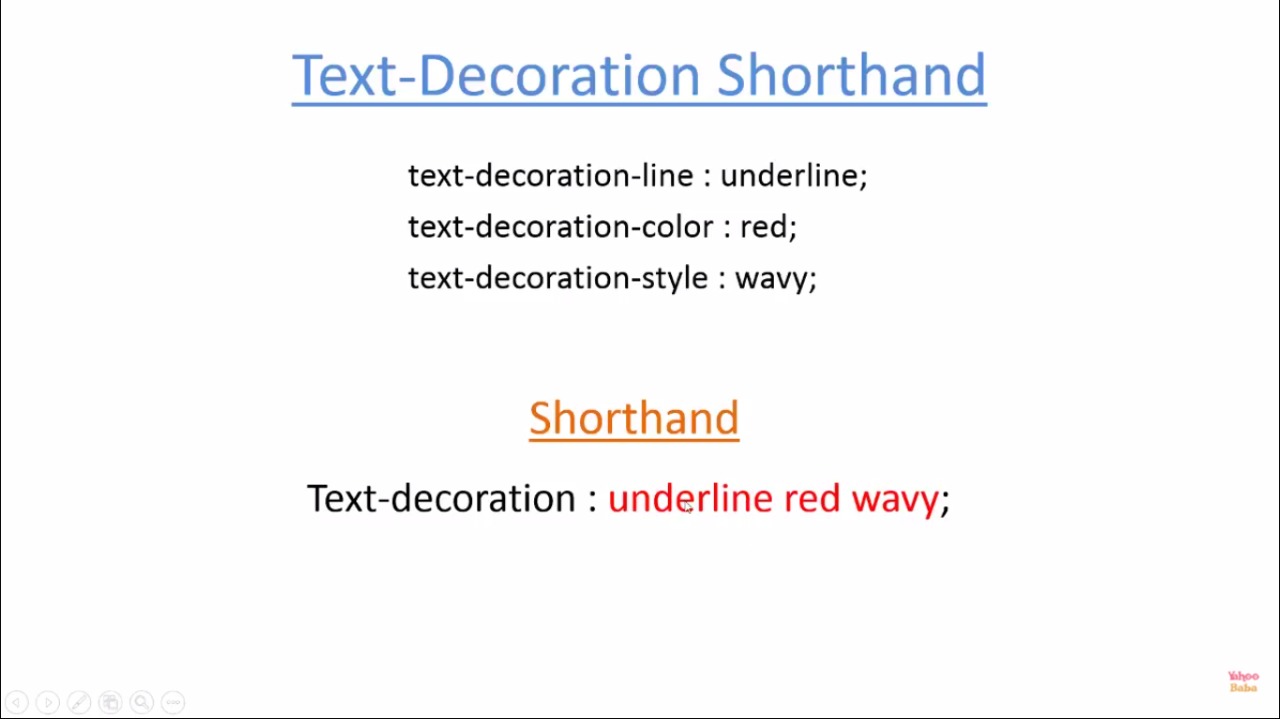 Text-Decoration Shorthand
text-decoration-line : underline;
text-decoration-color : red;
text-decoration-style : wavy;
Shorthand
Text-decoration : underline red wavy;
Yahoo
Baba